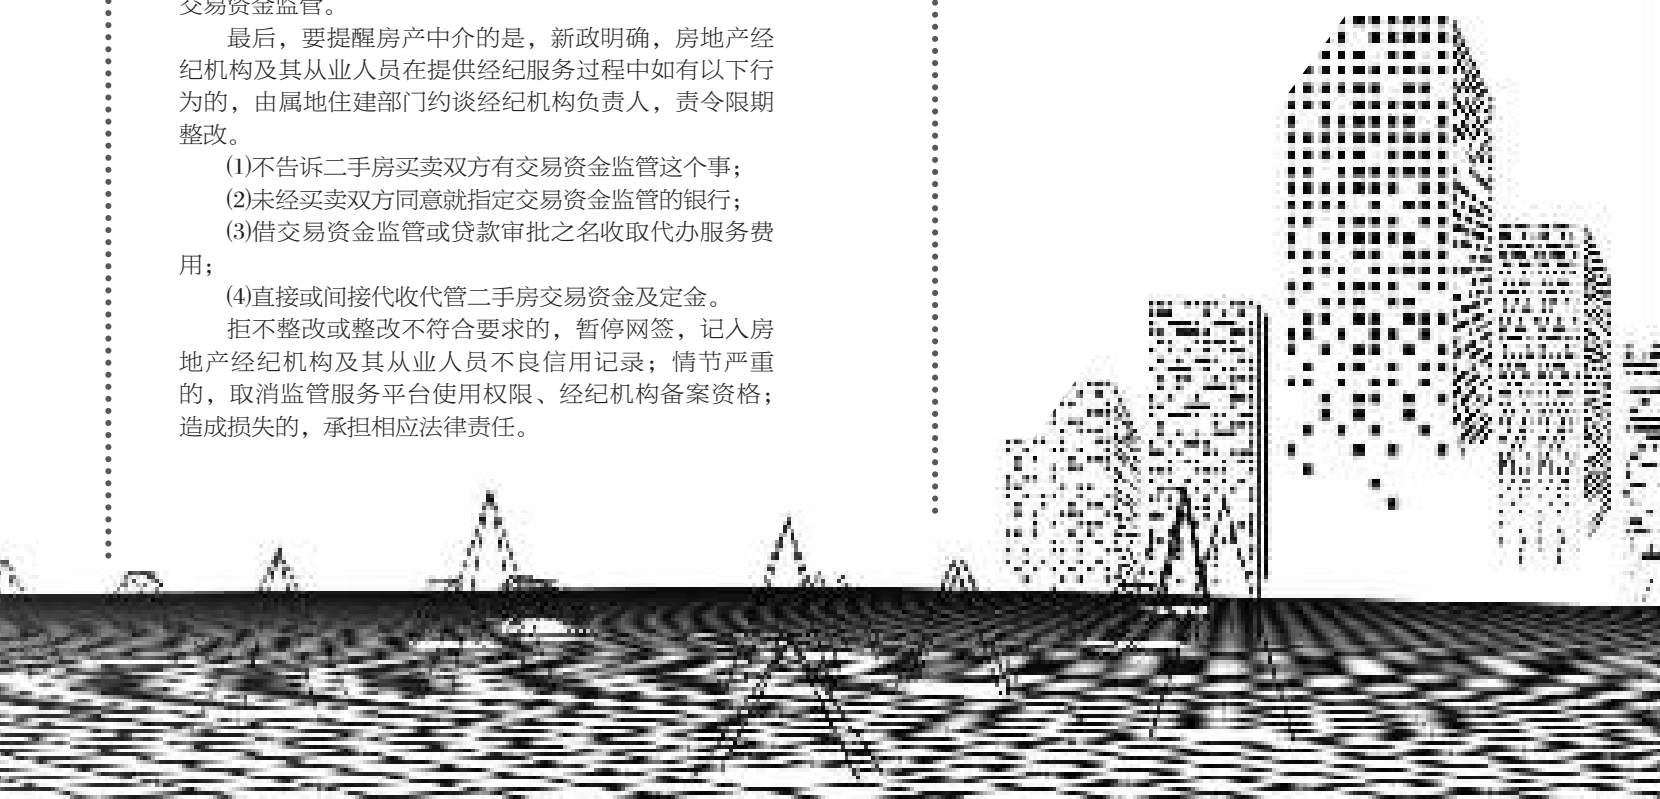 交易资金监管。
最后，要提醒房产中介的是，新政明确，房地产经
纪机构及其从业人员在提供经纪服务过程中如有以下行
为的，由属地住建部门约谈经纪机构负责人，责令限期
整改。
(1)不告诉二手房买卖双方有交易资金监管这个事；
(2)未经买卖双方同意就指定交易资金监管的银行；
(3)借交易资金监管或贷款审批之名收取代办服务费
用；
(4)直接或间接代收代管二手房交易资金及定金。
拒不整改或整改不符合要求的，暂停网签，记入房
地产经纪机构及其从业人员不良信用记录；情节严重
的，取消监管服务平台使用权限、经纪机构备案资格；
造成损失的，承担相应法律责任。